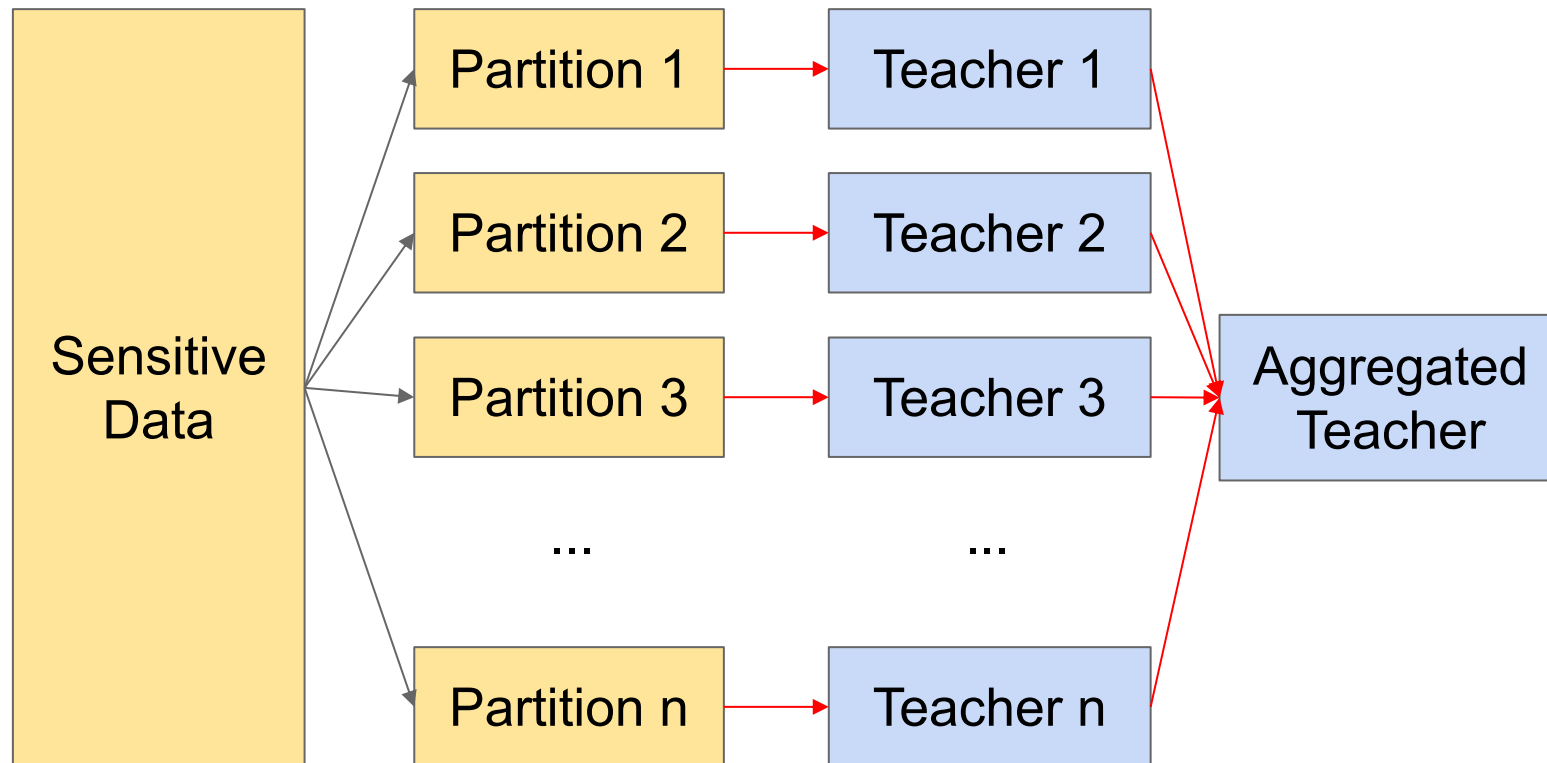 Partition 1
Teacher 1
Partition 2
Teacher 2
Sensitive
Data
Partition 3
Teacher 3
Aggregated
Teacher
...
...
Partition n
Teacher n